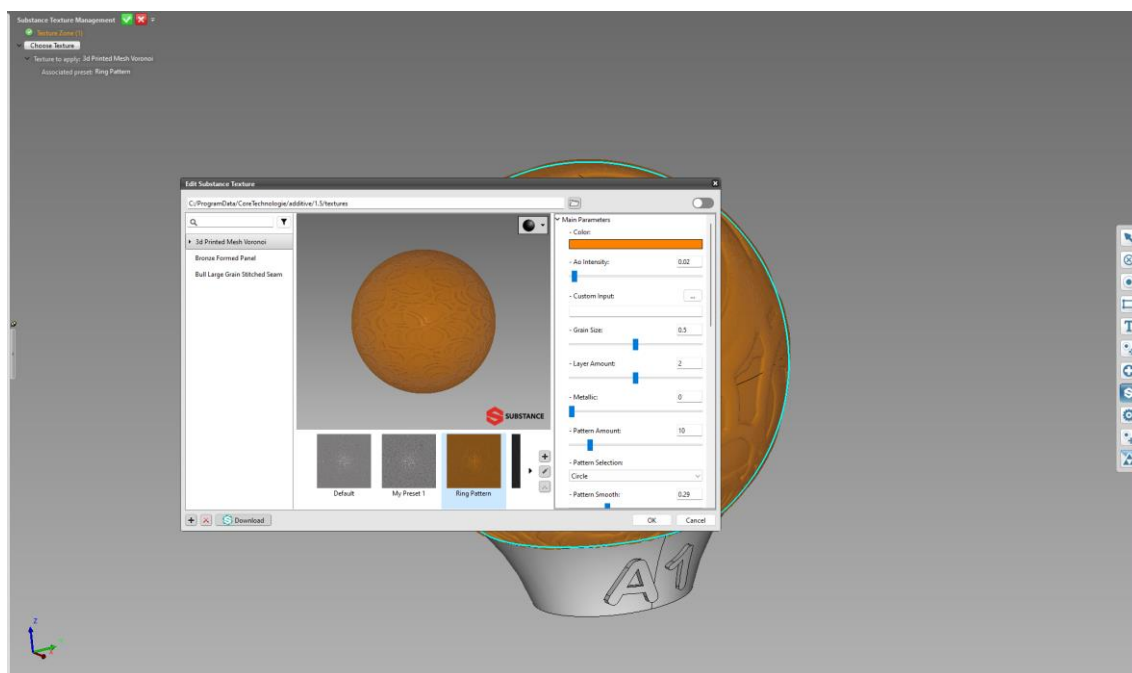 Substance Texture Management
Texture Zone (1)
Choose Texture
Texture to apply: 3d Printed Mesh Voronoi
Associated preset: Ring Pattern
Edit Substance Texture
C:/ProgramData/CoreTechnologie/additive/1.5/textures
3d Printed Mesh Voronoi
Bronze Formed Panel
Bull Large Grain Stitched Seam
SUBSTANCE
Default
My Preset 1
Ring Pattern
Main Parameters
- Color:
- Ao Intensity: 0.02
- Custom Input: ...
- Grain Size: 0.5
- Layer Amount: 2
- Metallic: 0
- Pattern Amount: 10
- Pattern Selection:
Circle
- Pattern Smooth: 0.29
Download
OK
Cancel
A1
Z
T